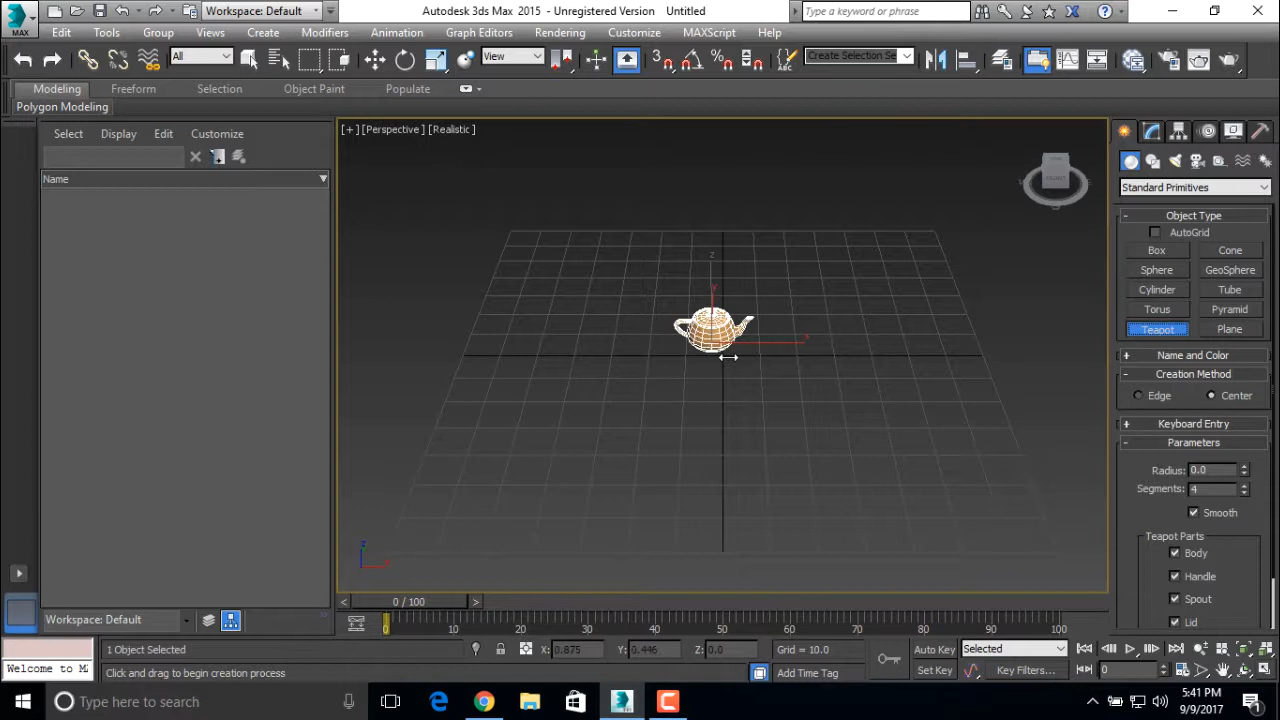 MAX
Workspace: Default
Autodesk 3ds Max 2015 - Unregistered Version Untitled
Type a keyword or phrase
Edit Tools Group Views Create Modifiers Animation Graph Editors Rendering Customize MAXScript Help
All
View
3
Create Selection Se
Modeling Freeform Selection Object Paint Populate
Polygon Modeling
Select Display Edit Customize
Name
[+] [Perspective] [Realistic]
FRONT
z
y
x
z
x
Standard Primitives
- Object Type
AutoGrid
Box Cone
Sphere GeoSphere
Cylinder Tube
Torus Pyramid
Teapot Plane
+ Name and Color
- Creation Method
Edge Center
+ Keyboard Entry
- Parameters
Radius: 0.0
Segments: 4
Smooth
Teapot Parts
Body
Handle
Spout
Lid
Workspace: Default
0 / 100
0 10 20 30 40 50 60 70 80 90 100
1 Object Selected
X: 0.875 Y: 0.446 Z: 0.0
Grid = 10.0
Auto Key Selected
Welcome to M
Click and drag to begin creation process
Add Time Tag
Set Key Key Filters...
0
Type here to search
5:41 PM
9/9/2017